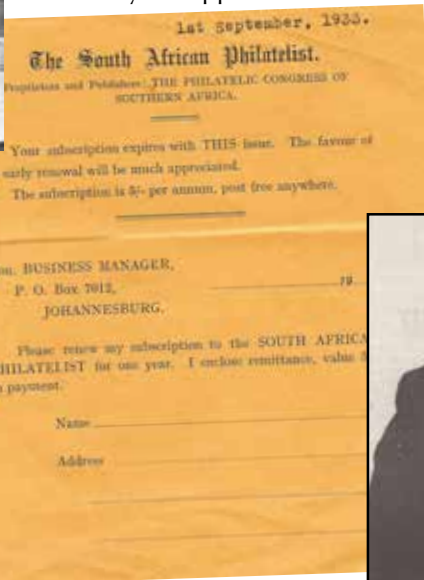 1st September, 1933.
The South African Philatelist.
Proprietors and Publishers: THE PHILATELIC CONGRESS OF
SOUTHERN AFRICA.
Your subscription expires with THIS issue. The favour of
early renewal will be much appreciated.
The subscription is 5/- per annum, post free anywhere.
BUSINESS MANAGER,
19
P. O. Box 7012,
JOHANNESBURG.
Please renew my subscription to the SOUTH AFRICA
PHILATELIST for one year. I enclose remittance, value
payment.
Name
Address